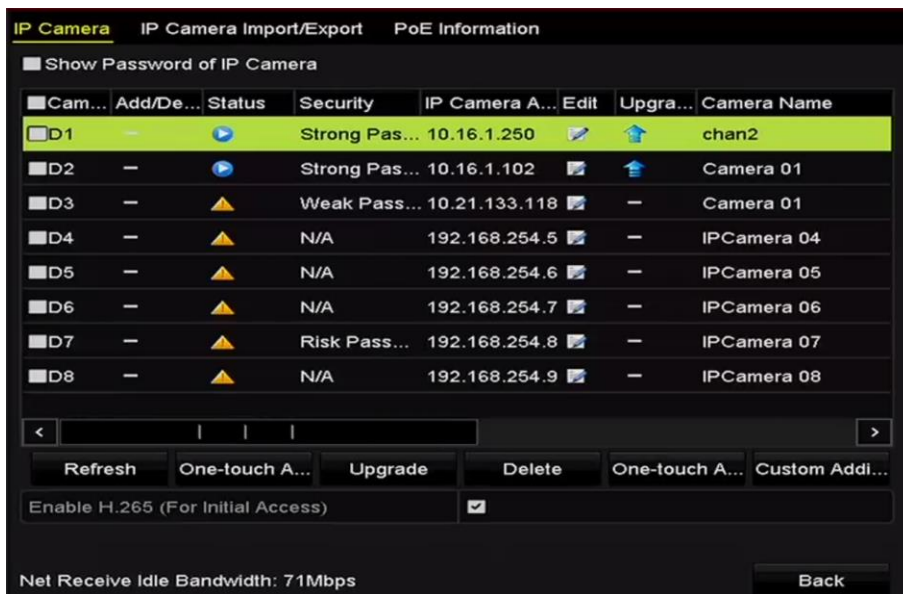 IP Camera IP Camera Import/Export PoE Information
Show Password of IP Camera
Cam... Add/De... Status Security IP Camera A... Edit Upgra... Camera Name
D1 — Strong Pas... 10.16.1.250 chan2
D2 — Strong Pas... 10.16.1.102 Camera 01
D3 — Weak Pass... 10.21.133.118 — Camera 01
D4 — N/A 192.168.254.5 — IPCamera 04
D5 — N/A 192.168.254.6 — IPCamera 05
D6 — N/A 192.168.254.7 — IPCamera 06
D7 — Risk Pass... 192.168.254.8 — IPCamera 07
D8 — N/A 192.168.254.9 — IPCamera 08
Refresh One-touch A... Upgrade Delete One-touch A... Custom Addi...
Enable H.265 (For Initial Access)
Net Receive Idle Bandwidth: 71Mbps Back